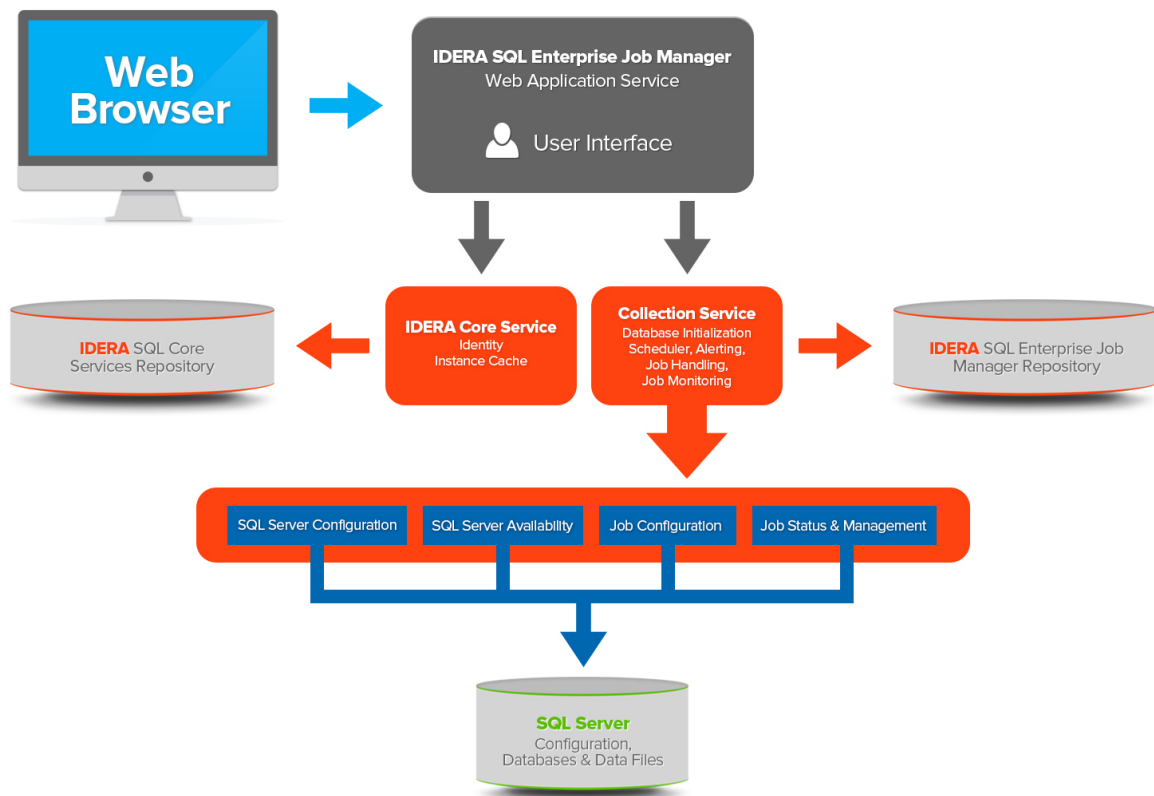 Web
Browser
IDERA SQL Enterprise Job Manager
Web Application Service
User Interface
IDERA SQL Core
Services Repository
IDERA Core Service
Identity
Instance Cache
Collection Service
Database Initialization
Scheduler, Alerting,
Job Handling,
Job Monitoring
IDERA SQL Enterprise Job
Manager Repository
SQL Server Configuration
SQL Server Availability
Job Configuration
Job Status & Management
SQL Server
Configuration,
Databases & Data Files